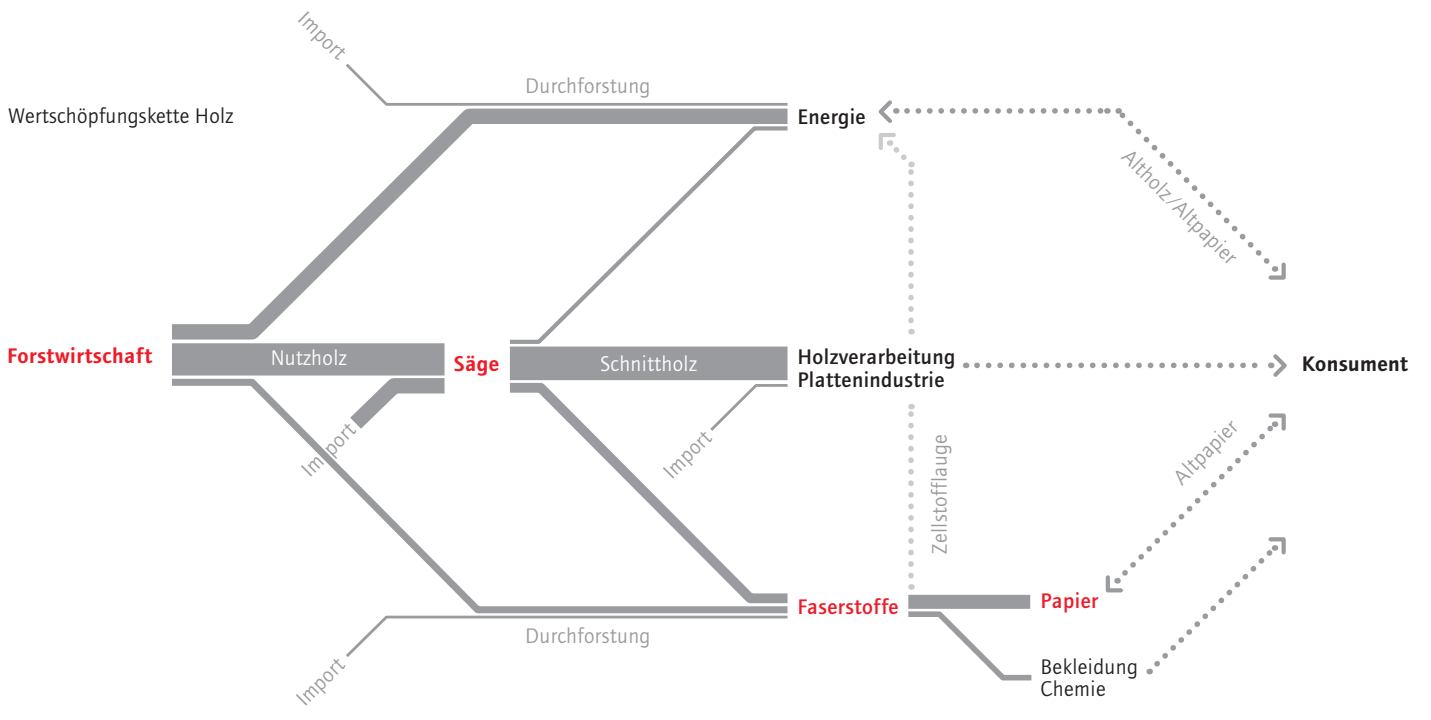 Import
Durchforstung
Wertschöpfungskette Holz
Energie
Altholz/Altpapier
Forstwirtschaft
Nutzholz
Säge
Schnittholz
Holzverarbeitung
Plattenindustrie
Konsument
Import
Import
Altpapier
Zellstofflauge
Faserstoffe
Papier
Durchforstung
Import
Bekleidung
Chemie